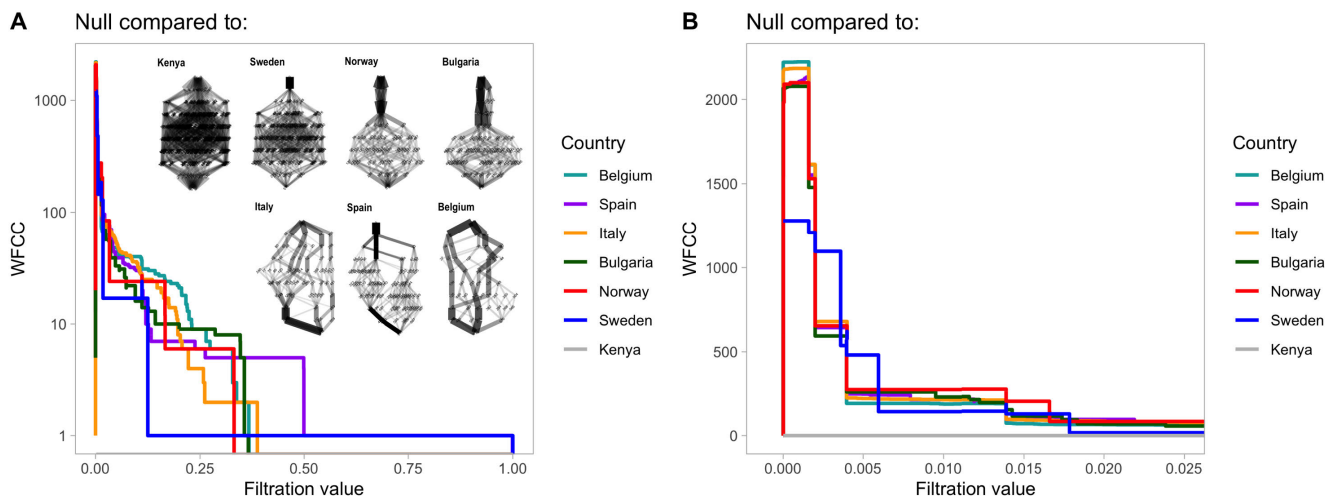 A Null compared to:
Kenya Sweden Norway Bulgaria
Italy Spain Belgium
WFCC
1000
100
10
1
0.00 0.25 0.50 0.75 1.00
Filtration value
Country
Belgium
Spain
Italy
Bulgaria
Norway
Sweden
Kenya
B Null compared to:
WFCC
2000
1500
1000
500
0
0.000 0.005 0.010 0.015 0.020 0.025
Filtration value
Country
Belgium
Spain
Italy
Bulgaria
Norway
Sweden
Kenya